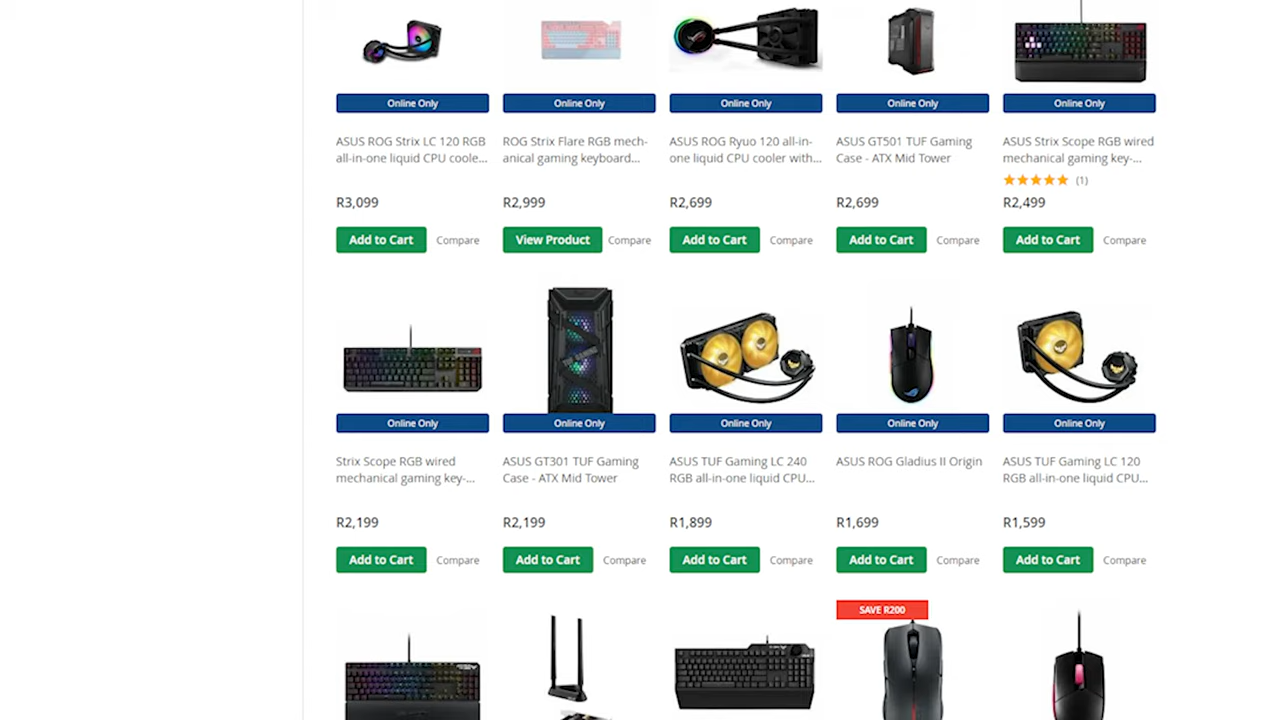 Online Only
Online Only
Online Only
Online Only
Online Only
ASUS ROG Strix LC 120 RGB
all-in-one liquid CPU coole...
ROG Strix Flare RGB mech-
anical gaming keyboard...
ASUS ROG Ryuo 120 all-in-
one liquid CPU cooler with...
ASUS GT501 TUF Gaming
Case - ATX Mid Tower
ASUS Strix Scope RGB wired
mechanical gaming key-...
(1)
R3,099
R2,999
R2,699
R2,699
R2,499
Add to Cart
Compare
View Product
Compare
Add to Cart
Compare
Add to Cart
Compare
Add to Cart
Compare
Online Only
Online Only
Online Only
Online Only
Online Only
Strix Scope RGB wired
mechanical gaming key-...
ASUS GT301 TUF Gaming
Case - ATX Mid Tower
ASUS TUF Gaming LC 240
RGB all-in-one liquid CPU...
ASUS ROG Gladius II Origin
ASUS TUF Gaming LC 120
RGB all-in-one liquid CPU...
R2,199
R2,199
R1,899
R1,699
R1,599
Add to Cart
Compare
Add to Cart
Compare
Add to Cart
Compare
Add to Cart
Compare
Add to Cart
Compare
SAVE R200